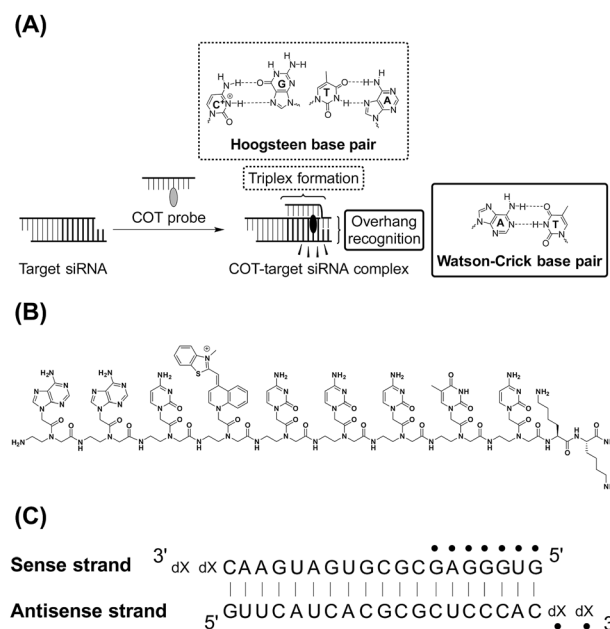 (A)
C⁺
G
T
A
Hoogsteen base pair
Triplex formation
COT probe
Overhang
recognition
Target siRNA
COT-target siRNA complex
A
T
Watson-Crick base pair
(B)
(C)
Sense strand 3' dX dX CAAGUAGUGCGCGAGGGUG 5'
Antisense strand 5' GUUCAUCACGCGCUCCCAC dX dX 3'